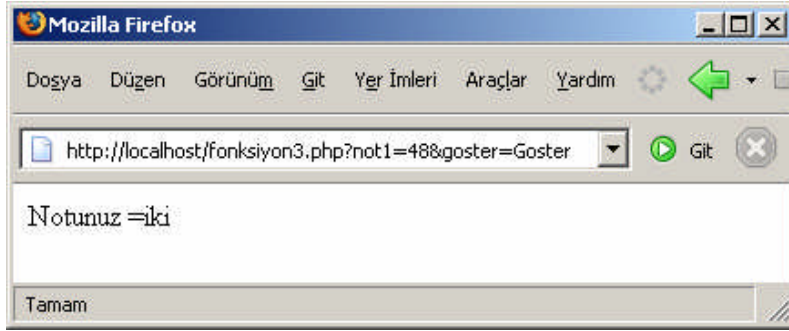 Mozilla Firefox
Dosya Düzen Görünüm Git Yer İmleri Araçlar Yardım
http://localhost/fonksiyon3.php?not1=48&goster=Goster Git
Notunuz =iki
Tamam